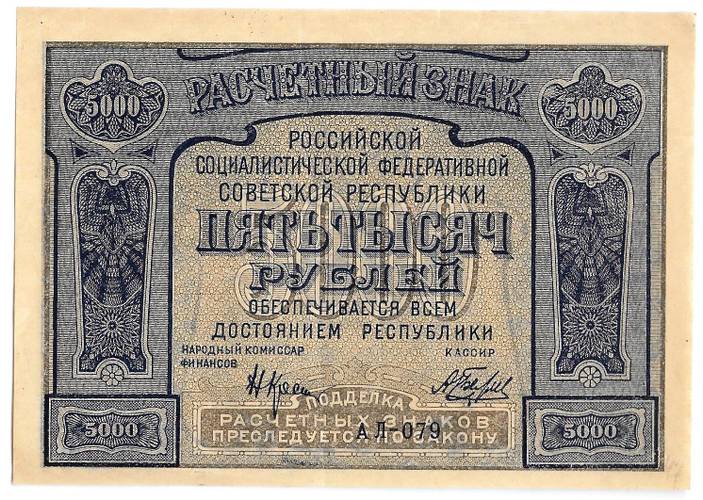 РАСЧЕТНЫЙ ЗНАК
5000 5000
РОССИЙСКОЙ
СОЦИАЛИСТИЧЕСКОЙ ФЕДЕРАТИВНОЙ
СОВЕТСКОЙ РЕСПУБЛИКИ
5000
ПЯТЬ ТЫСЯЧ
РУБЛЕЙ
ОБЕСПЕЧИВАЕТСЯ ВСЕМ
ДОСТОЯНИЕМ РЕСПУБЛИКИ
НАРОДНЫЙ КОМИССАР
ФИНАНСОВ
КАССИР
ПОДДЕЛКА
РАСЧЕТНЫХ ЗНАКОВ
ПРЕСЛЕДУЕТСЯ ПО ЗАКОНУ
АЛ-079
5000 5000